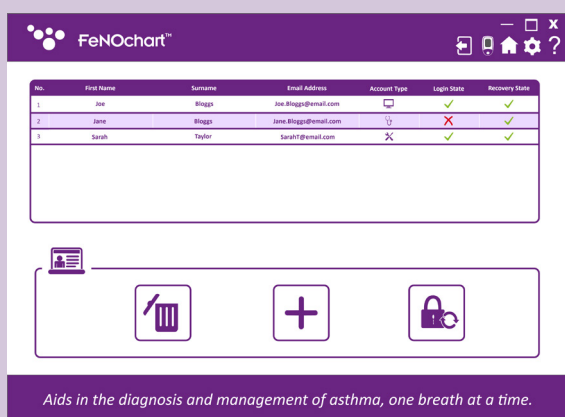 FeNOchart™
No. First Name Surname Email Address Account Type Login State Recovery State
1 Joe Bloggs Joe.Bloggs@email.com
2 Jane Bloggs Jane.Bloggs@email.com
3 Sarah Taylor SarahT@email.com
Aids in the diagnosis and management of asthma, one breath at a time.